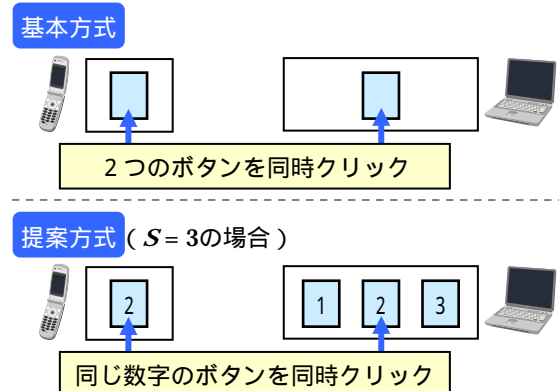 基本方式
2つのボタンを同時クリック
提案方式 ( S = 3の場合 )
2 1 2 3
同じ数字のボタンを同時クリック